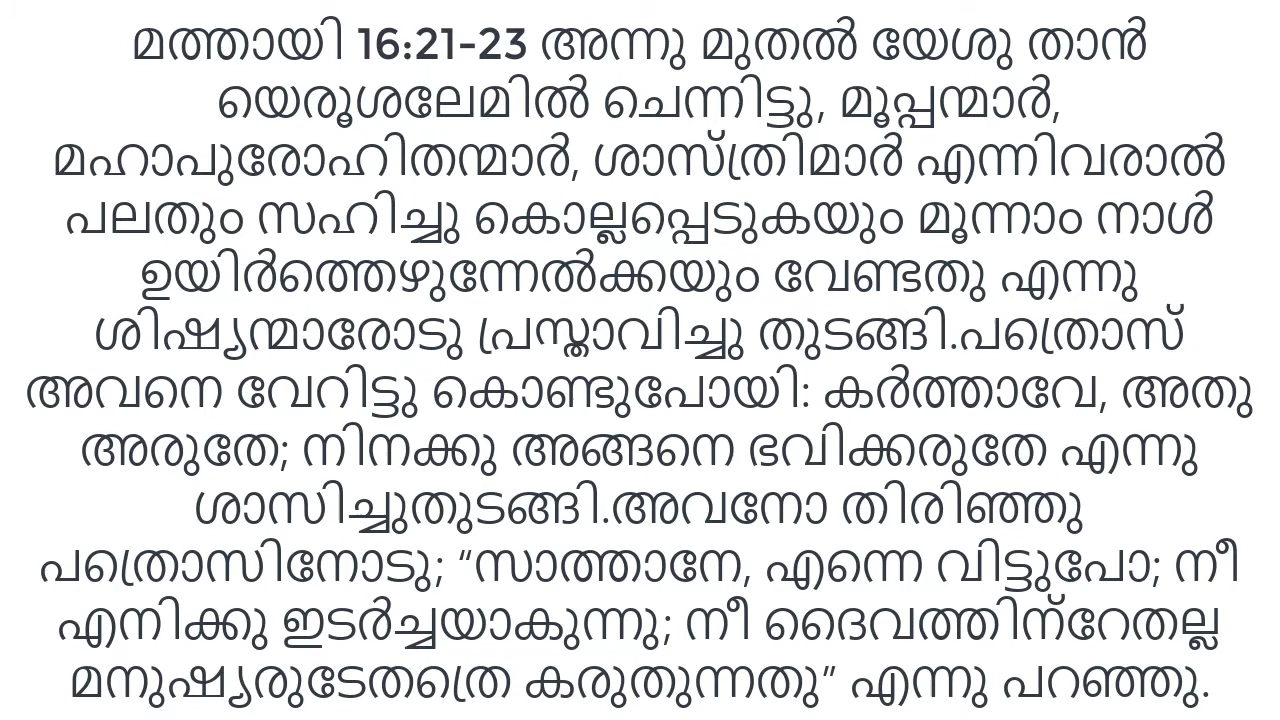 മത്തായി 16:21-23 അന്നു മുതൽ യേശു താൻ
യെരൂശലേമിൽ ചെന്നിട്ടു, മൂപ്പന്മാർ,
മഹാപുരോഹിതന്മാർ, ശാസ്ത്രിമാർ എന്നിവരാൽ
പലതും സഹിച്ചു കൊല്ലപ്പെടുകയും മൂന്നാം നാൾ
ഉയിർത്തെഴുന്നേൽക്കയും വേണ്ടതു എന്നു
ശിഷ്യന്മാരോടു പ്രസ്താവിച്ചു തുടങ്ങി.പത്രൊസ്
അവനെ വേറിട്ടു കൊണ്ടുപോയി: കർത്താവേ, അതു
അരുതേ; നിനക്കു അങ്ങനെ ഭവിക്കരുതേ എന്നു
ശാസിച്ചുതുടങ്ങി.അവനോ തിരിഞ്ഞു
പത്രൊസിനോടു; “സാത്താനേ, എന്നെ വിട്ടുപോ; നീ
എനിക്കു ഇടർച്ചയാകുന്നു; നീ ദൈവത്തിന്റേതല്ല
മനുഷ്യരുടേതത്രെ കരുതുന്നതു” എന്നു പറഞ്ഞു.